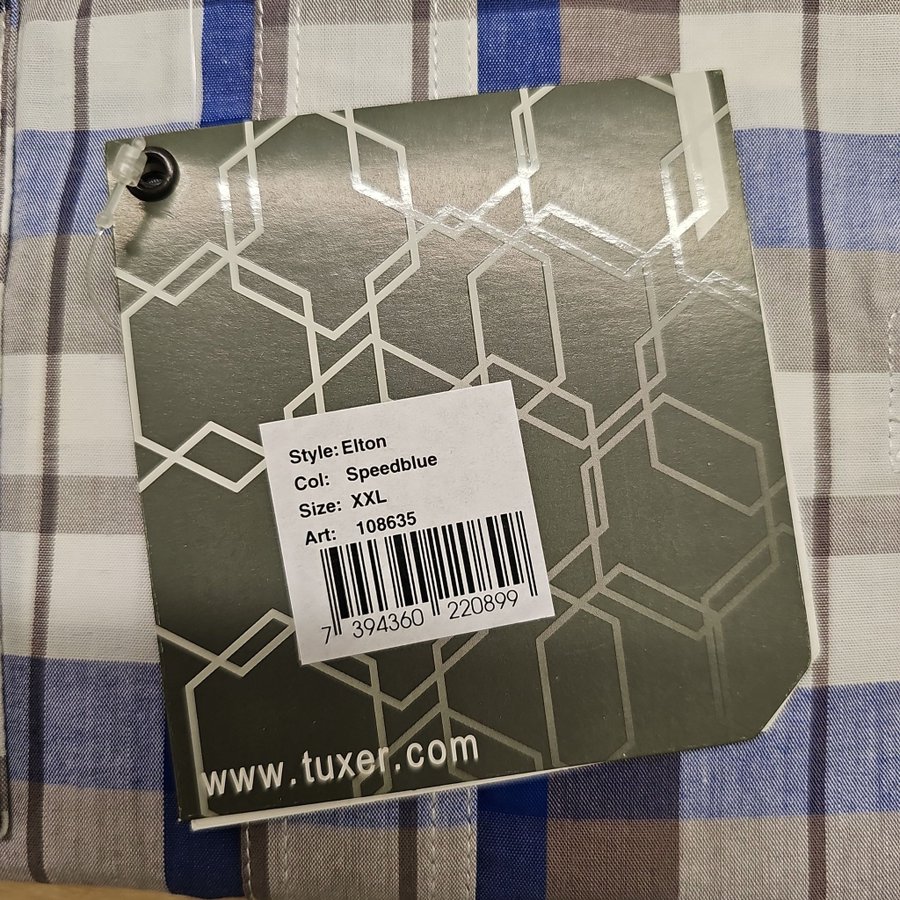 Style: Elton
Col: Speedblue
Size: XXL
Art: 108635
7 394360 220899
www.tuxer.com